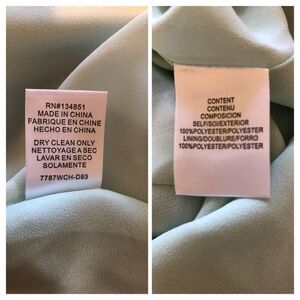 RN#134851
MADE IN CHINA
FABRIQUE EN CHINE
HECHO EN CHINA
DRY CLEAN ONLY
NETTOYAGE A SEC
LAVAR EN SECO
SOLAMENTE
7787WCH-D93
CONTENT
CONTENU
COMPOSICION
SELF/SOI/EXTERIOR
100%POLYESTER/POLYESTER
LINING/DOUBLURE/FORRO
100%POLYESTER/POLYESTER